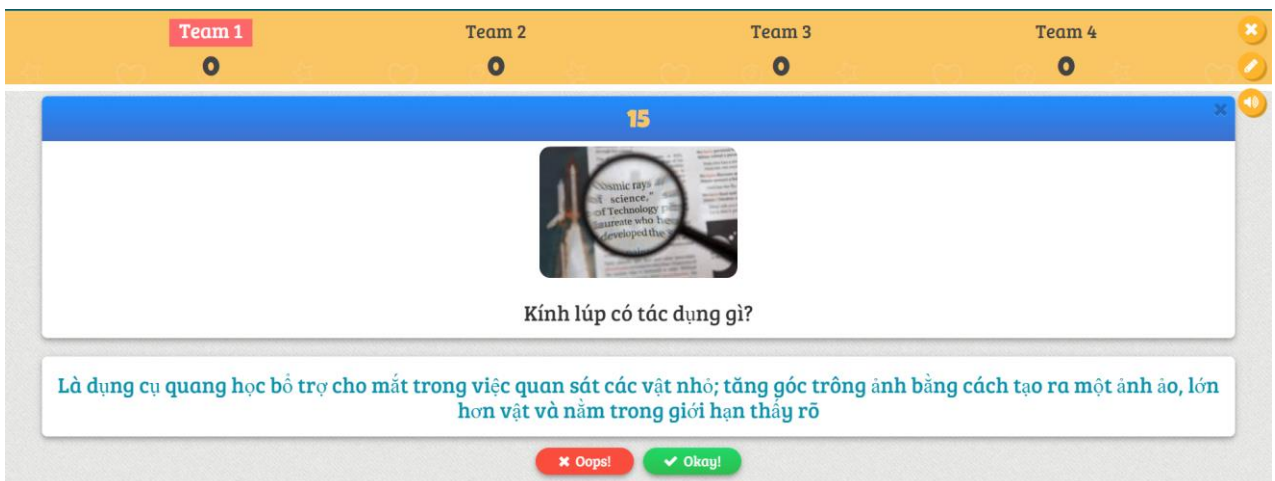 Team 1 Team 2 Team 3 Team 4
0 0 0 0
15
osmic rays
science,"
of Technology
laureate who
developed the
Kính lúp có tác dụng gì?
Là dụng cụ quang học bổ trợ cho mắt trong việc quan sát các vật nhỏ; tăng góc trông ảnh bằng cách tạo ra một ảnh ảo, lớn
hơn vật và nằm trong giới hạn thấy rõ
Oops! Okay!